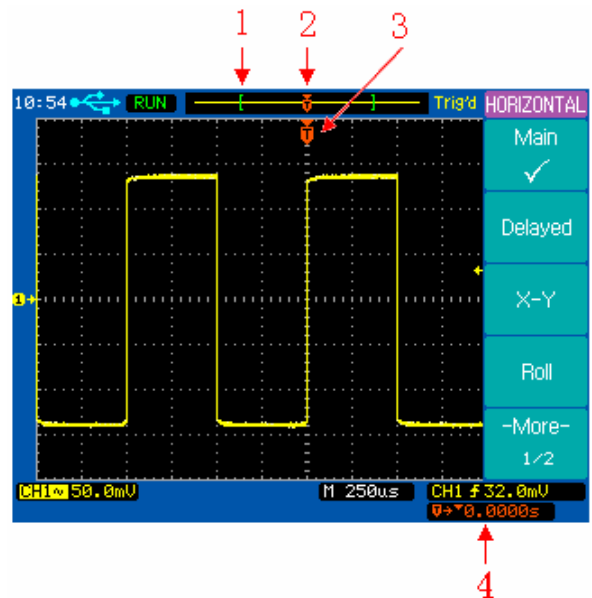 1 2 3
10:54 RUN [ T ] Trig'd HORIZONTAL
T
Main
✓
Delayed
1
X-Y
Roll
-More-
1/2
CH1~ 50.0mV M 250us CH1 32.0mV
T→▼0.0000s
4